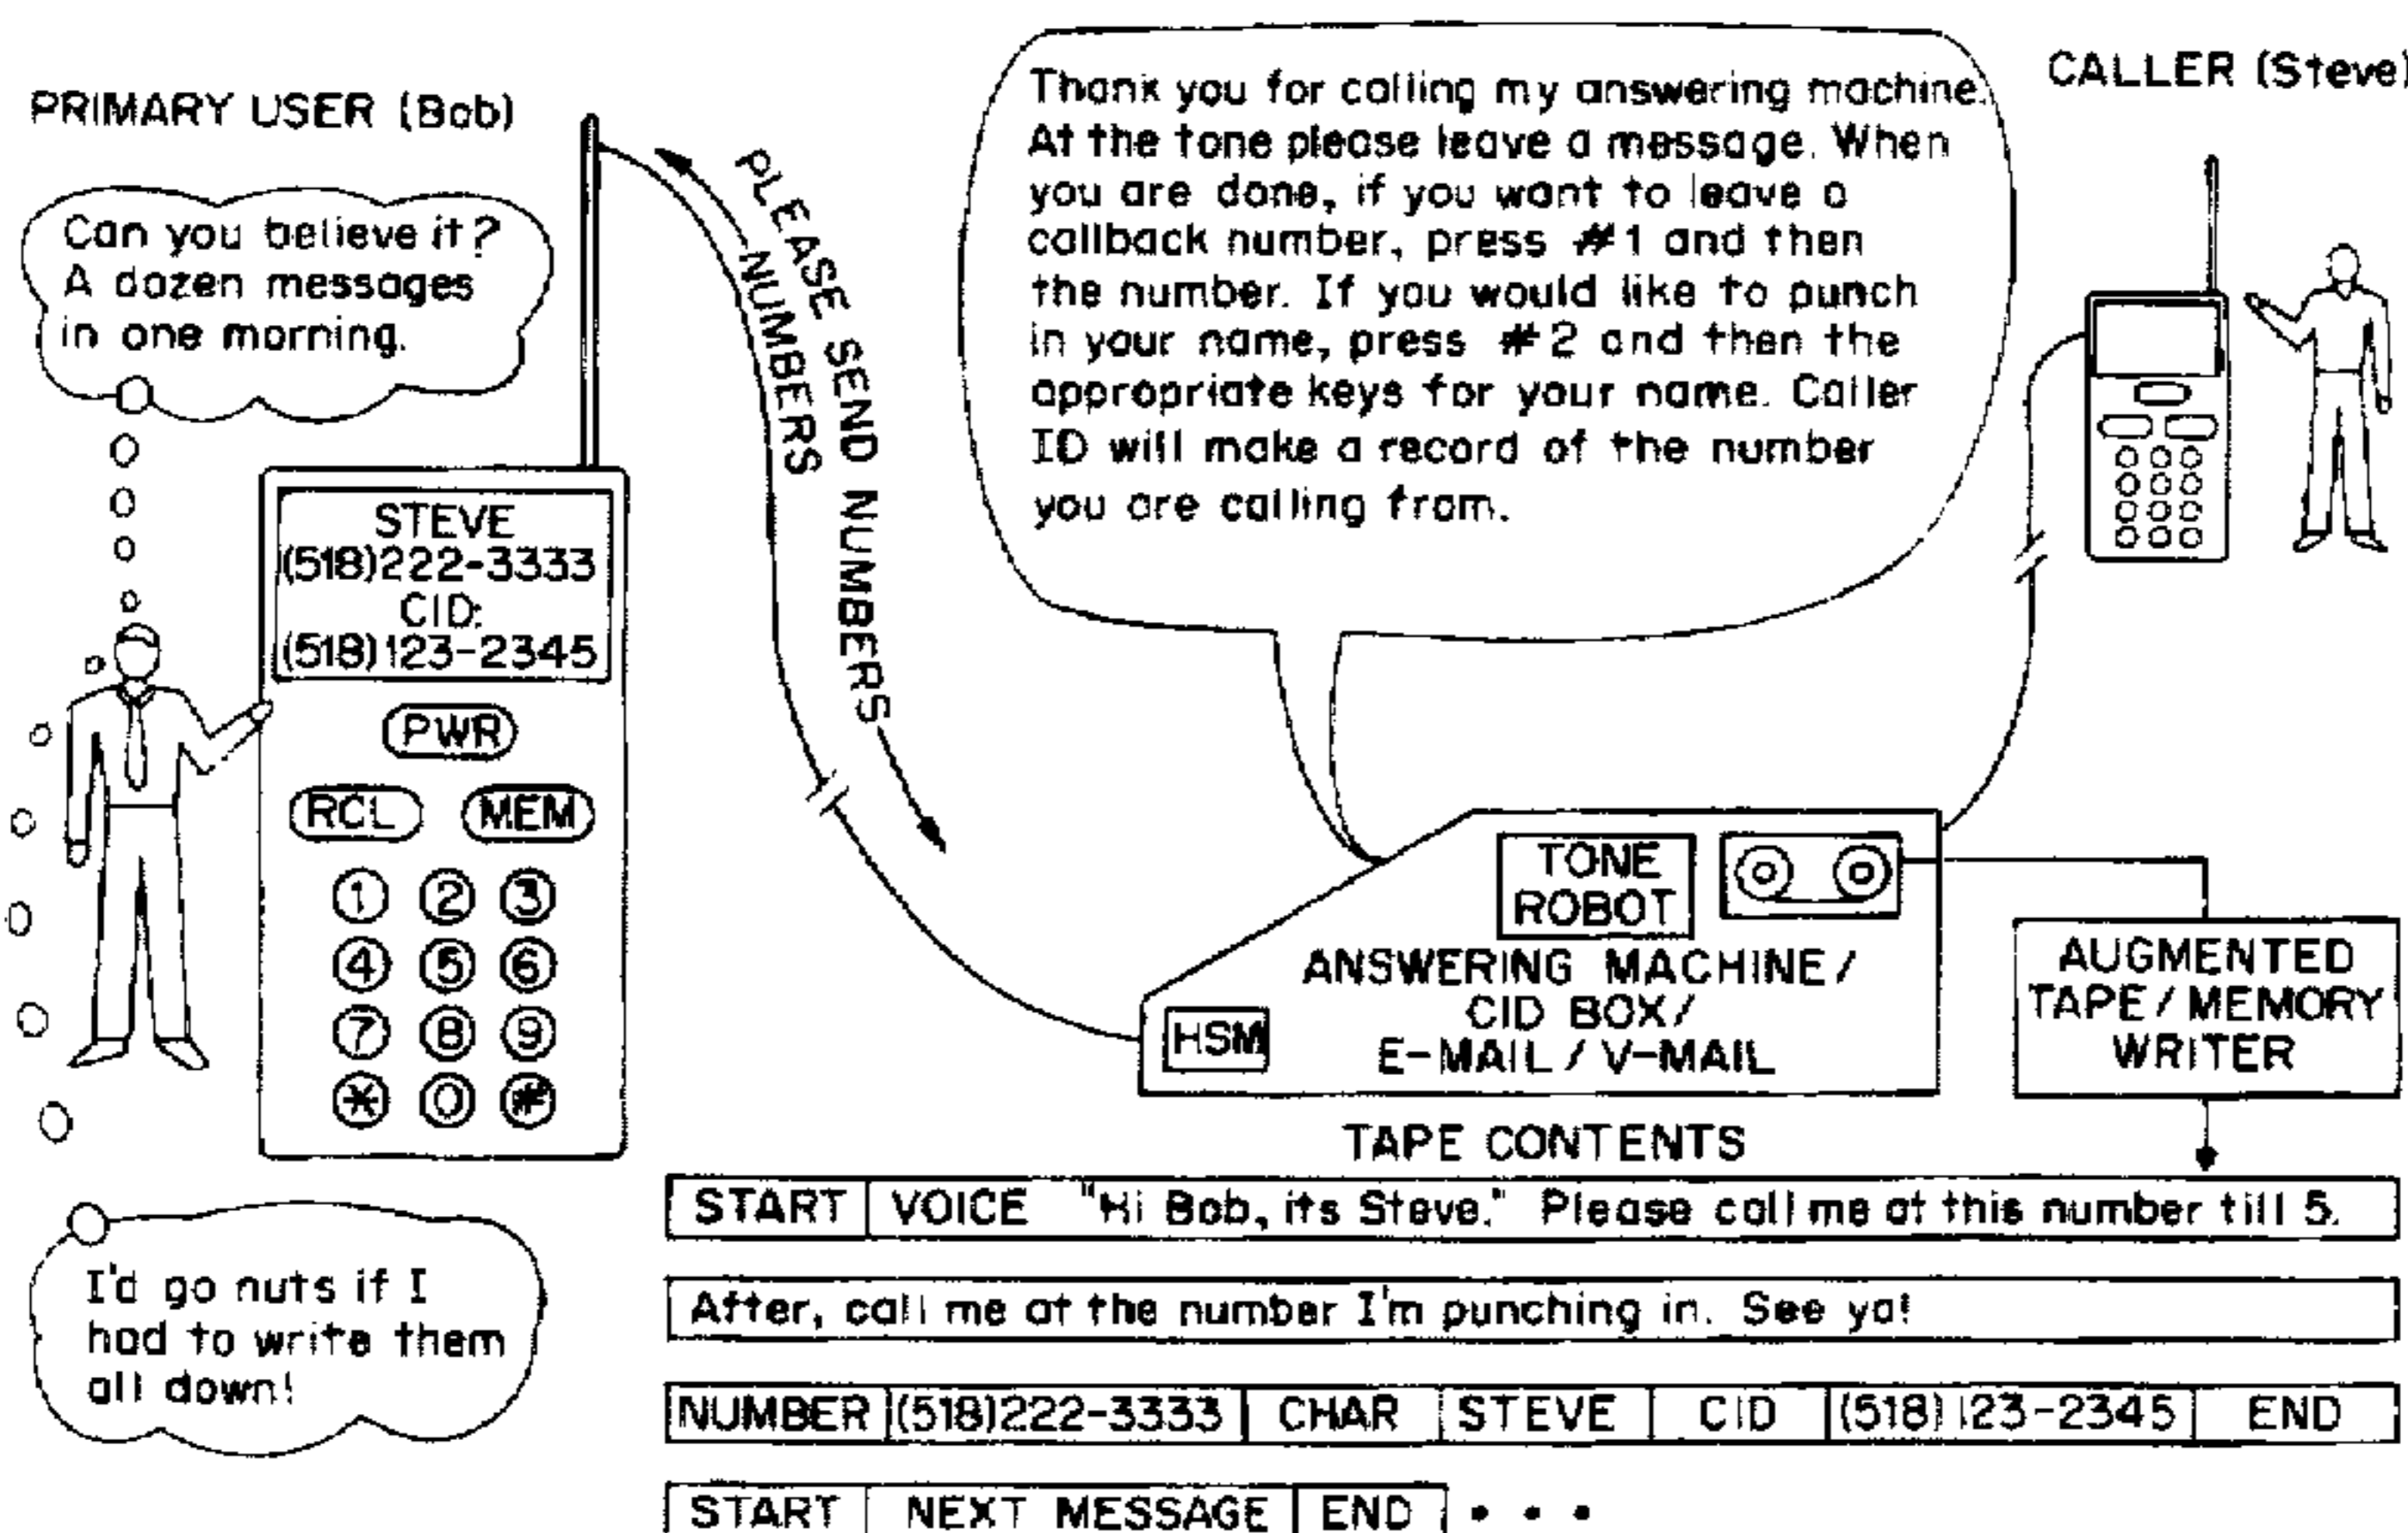 PRIMARY USER (Bob)
Can you believe it?
A dozen messages
in one morning.
STEVE
(518)222-3333
CID:
(518)123-2345
PWR
RCL MEM
1 2 3
4 5 6
7 8 9
* 0 #
I'd go nuts if I
had to write them
all down!
PLEASE SEND NUMBERS
NUMBERS
Thank you for calling my answering machine.
At the tone please leave a message. When
you are done, if you want to leave a
callback number, press #1 and then
the number. If you would like to punch
in your name, press #2 and then the
appropriate keys for your name. Caller
ID will make a record of the number
you are calling from.
CALLER (Steve)
TONE
ROBOT
ANSWERING MACHINE/
CID BOX/
E-MAIL / V-MAIL
HSM
AUGMENTED
TAPE / MEMORY
WRITER
TAPE CONTENTS
START VOICE "Hi Bob, its Steve." Please call me at this number till 5.
After, call me at the number I'm punching in. See ya!
NUMBER (518)222-3333 CHAR STEVE CID (518)123-2345 END
START NEXT MESSAGE END • • •